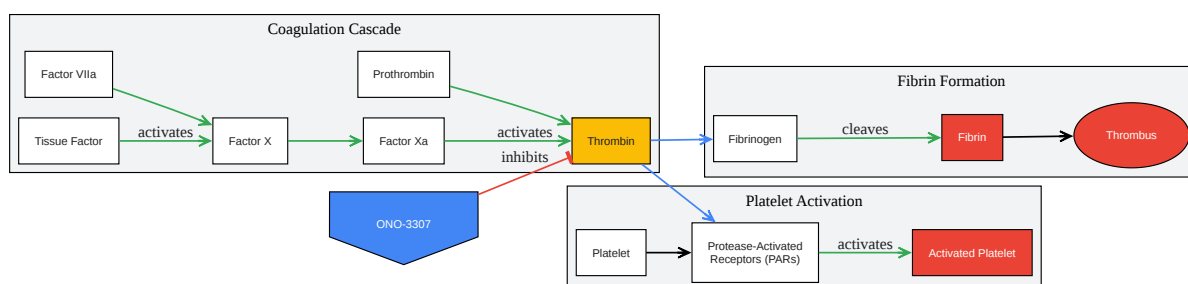 Coagulation Cascade
Factor VIIa
Prothrombin
Tissue Factor
activates
Factor X
Factor Xa
activates
inhibits
Thrombin
ONO-3307
Fibrin Formation
Fibrinogen
cleaves
Fibrin
Thrombus
Platelet Activation
Platelet
Protease-Activated
Receptors (PARs)
activates
Activated Platelet